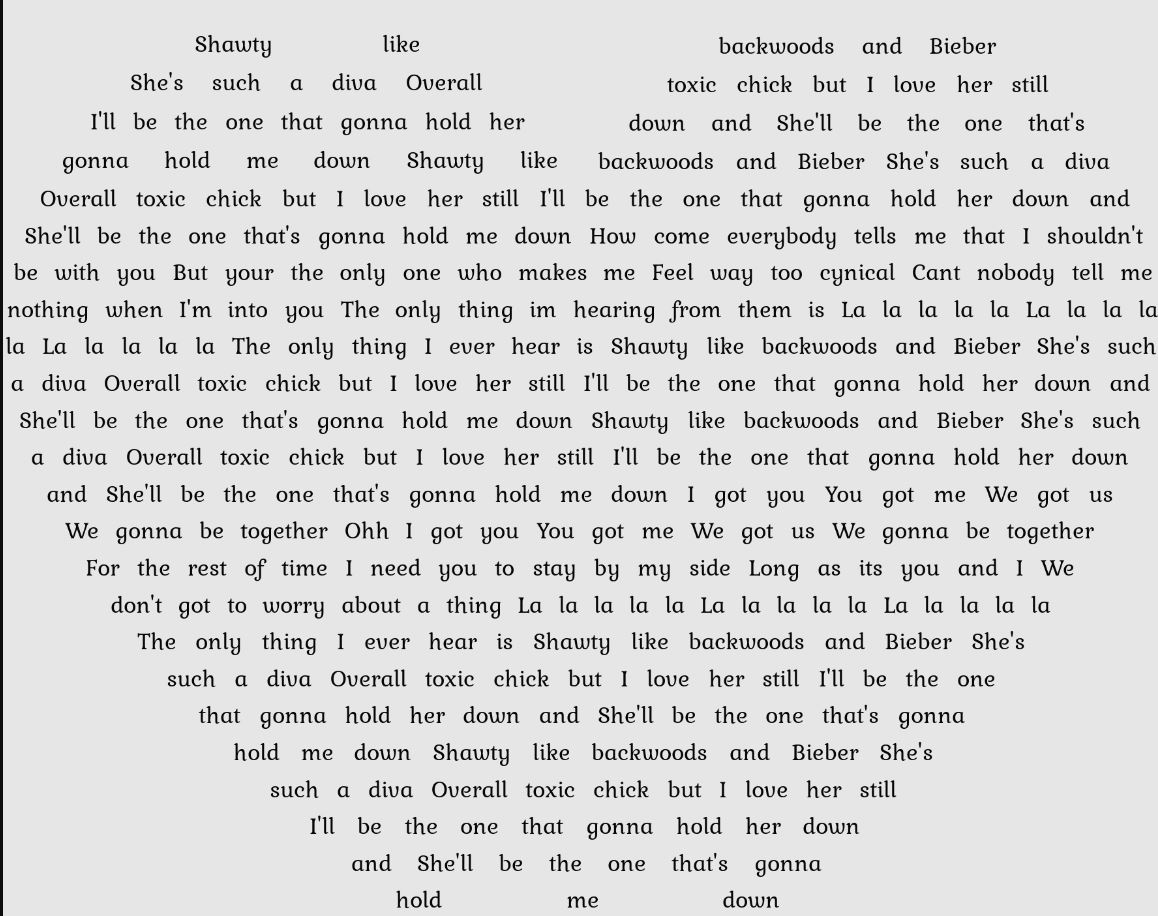 Shawty like backwoods and Bieber
She's such a diva Overall toxic chick but I love her still
I'll be the one that gonna hold her down and She'll be the one that's
gonna hold me down Shawty like backwoods and Bieber She's such a diva
Overall toxic chick but I love her still I'll be the one that gonna hold her down and
She'll be the one that's gonna hold me down How come everybody tells me that I shouldn't
be with you But your the only one who makes me Feel way too cynical Cant nobody tell me
nothing when I'm into you The only thing im hearing from them is La la la la la La la la la
la La la la la la The only thing I ever hear is Shawty like backwoods and Bieber She's such
a diva Overall toxic chick but I love her still I'll be the one that gonna hold her down and
She'll be the one that's gonna hold me down Shawty like backwoods and Bieber She's such
a diva Overall toxic chick but I love her still I'll be the one that gonna hold her down
and She'll be the one that's gonna hold me down I got you You got me We got us
We gonna be together Ohh I got you You got me We got us We gonna be together
For the rest of time I need you to stay by my side Long as its you and I We
don't got to worry about a thing La la la la la La la la la la La la la la la
The only thing I ever hear is Shawty like backwoods and Bieber She's
such a diva Overall toxic chick but I love her still I'll be the one
that gonna hold her down and She'll be the one that's gonna
hold me down Shawty like backwoods and Bieber She's
such a diva Overall toxic chick but I love her still
I'll be the one that gonna hold her down
and She'll be the one that's gonna
hold me down